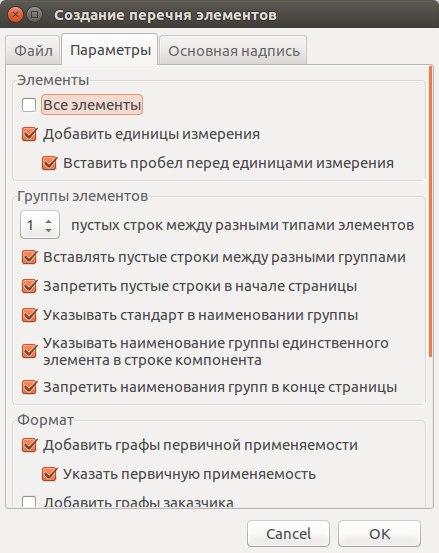 Создание перечня элементов
Файл Параметры Основная надпись
Элементы
Все элементы
Добавить единицы измерения
Вставить пробел перед единицами измерения
Группы элементов
1 пустых строк между разными типами элементов
Вставлять пустые строки между разными группами
Запретить пустые строки в начале страницы
Указывать стандарт в наименовании группы
Указывать наименование группы единственного
элемента в строке компонента
Запретить наименования групп в конце страницы
Формат
Добавить графы первичной применяемости
Указать первичную применяемость
Добавить графы заказчика
Cancel OK